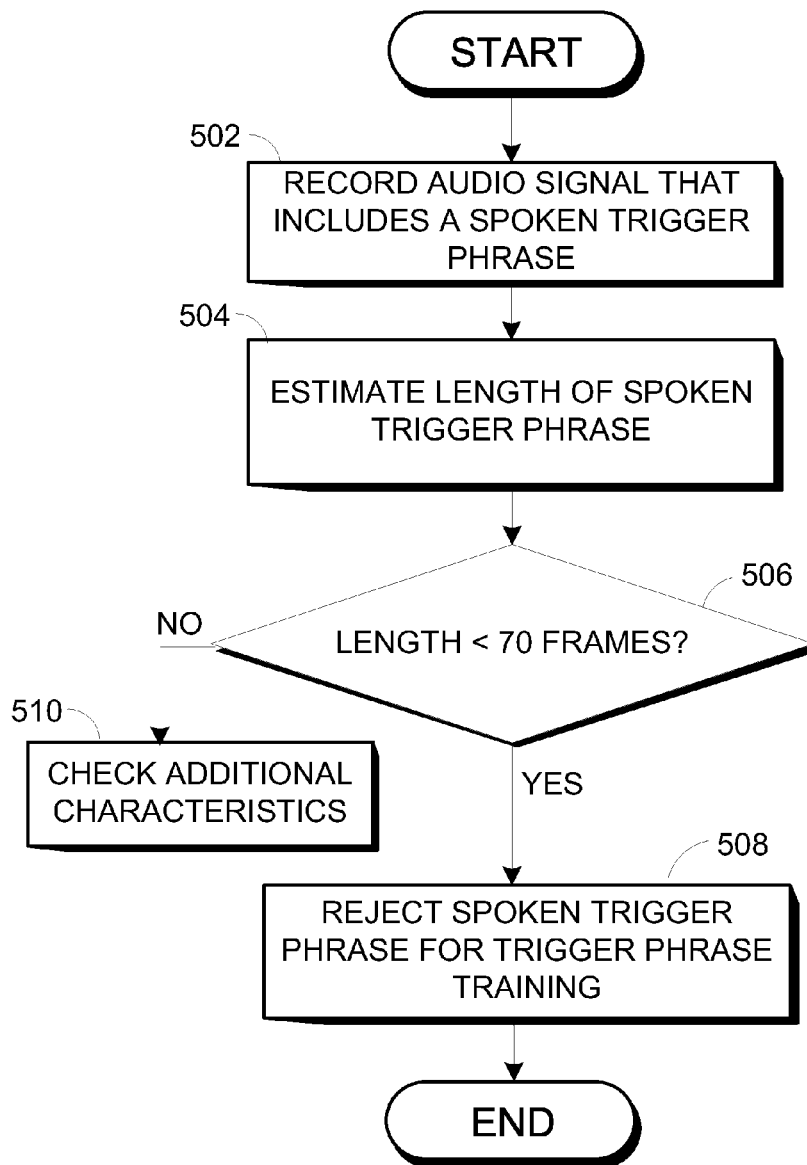 START
502
RECORD AUDIO SIGNAL THAT
INCLUDES A SPOKEN TRIGGER
PHRASE
504
ESTIMATE LENGTH OF SPOKEN
TRIGGER PHRASE
506
LENGTH < 70 FRAMES?
NO
510
CHECK ADDITIONAL
CHARACTERISTICS
YES
508
REJECT SPOKEN TRIGGER
PHRASE FOR TRIGGER PHRASE
TRAINING
END